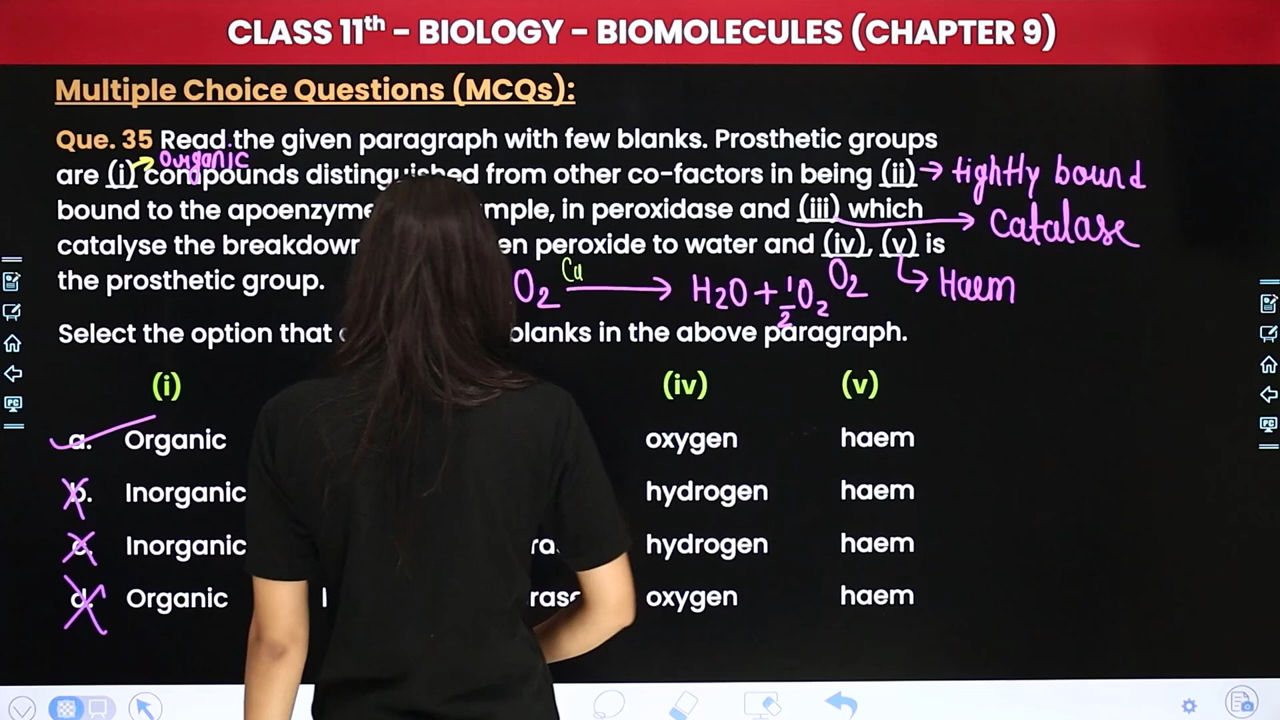 CLASS 11th - BIOLOGY - BIOMOLECULES (CHAPTER 9)
Multiple Choice Questions (MCQs):
Que. 35 Read the given paragraph with few blanks. Prosthetic groups
organic
are (i) compounds distinguished from other co-factors in being (ii) → tightly bound
bound to the apoenzyme in peroxidase and (iii) which → Catalase
catalyse the breakdown peroxide to water and (iv), (v) is
the prosthetic group.
O2 → H2O + 1/2 O2 O2 Haem
Select the option that blanks in the above paragraph.
(i) (iv) (v)
a. Organic oxygen haem
b. Inorganic hydrogen haem
c. Inorganic hydrogen haem
d. Organic oxygen haem
PC PC